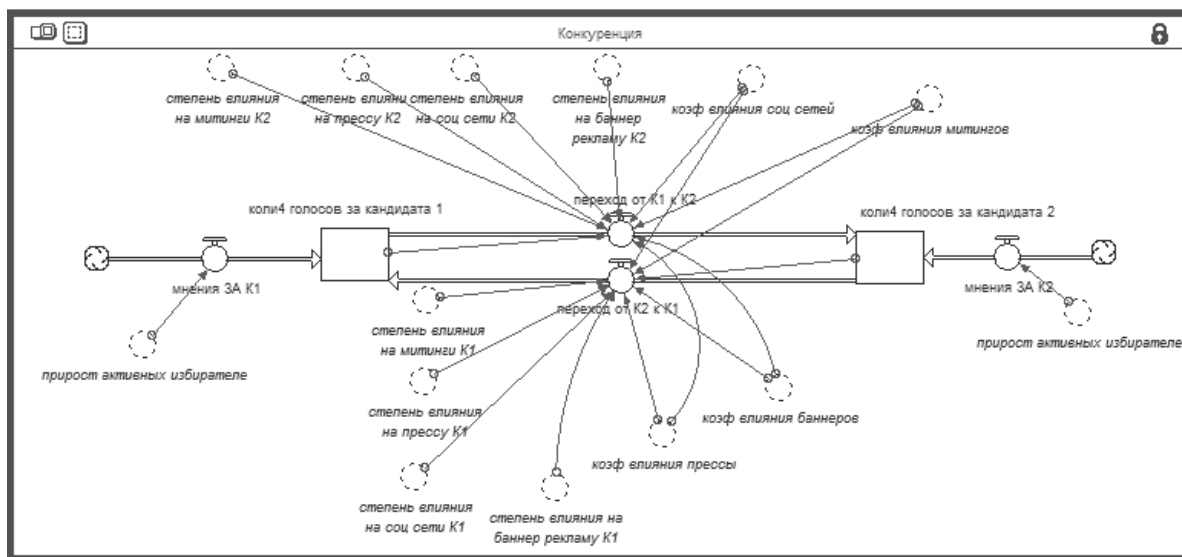 Конкуренция
степень влияния
на митинги К2
степень влияни
на прессу К2
степень влияния
на соц сети К2
степень влияния
на баннер
рекламу К2
коэф влияния соц сетей
коэф влияния митингов
переход от К1 к К2
коли4 голосов за кандидата 1
коли4 голосов за кандидата 2
мнения ЗА К1
переход от К2 к К1
мнения ЗА К2
прирост активных избирателе
степень влияния
на митинги К1
прирост активных избирателе
степень влияния
на прессу К1
коэф влияния баннеров
коэф влияния прессы
степень влияния
на соц сети К1
степень влияния на
баннер рекламу К1